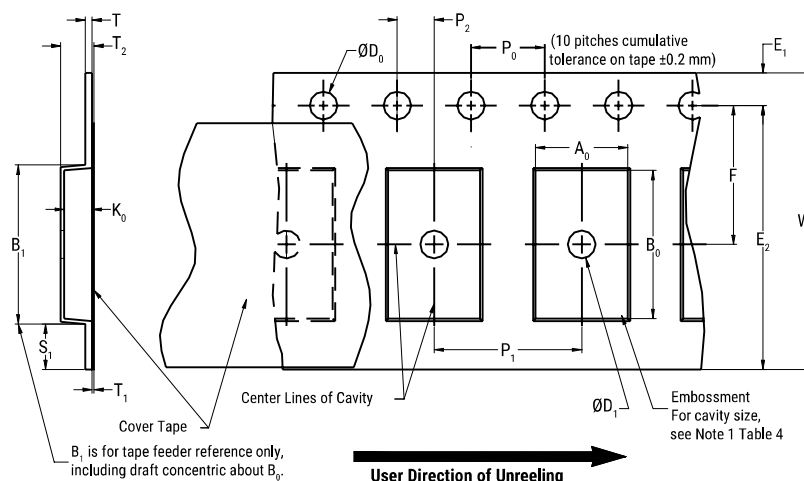 T
T2
P2
ØD0
P0
(10 pitches cumulative
tolerance on tape ±0.2 mm)
E1
A0
F
W
K0
B1
B0
E2
S1
P1
T1
Center Lines of Cavity
ØD1
Embossment
For cavity size,
see Note 1 Table 4
Cover Tape
B1 is for tape feeder reference only,
including draft concentric about B0.
User Direction of Unreeling